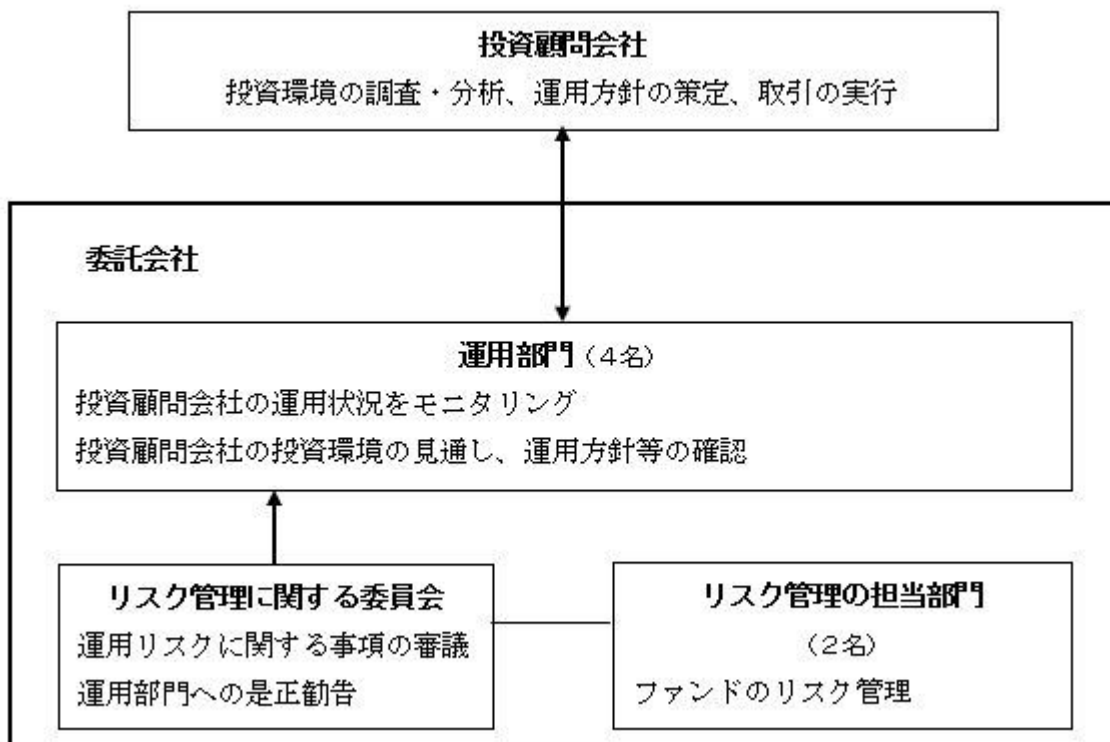 投資顧問会社
投資環境の調査・分析、運用方針の策定、取引の実行
委託会社
運用部門（４名）
投資顧問会社の運用状況をモニタリング
投資顧問会社の投資環境の見通し、運用方針等の確認
リスク管理に関する委員会
運用リスクに関する事項の審議
運用部門への是正勧告
リスク管理の担当部門
（２名）
ファンドのリスク管理